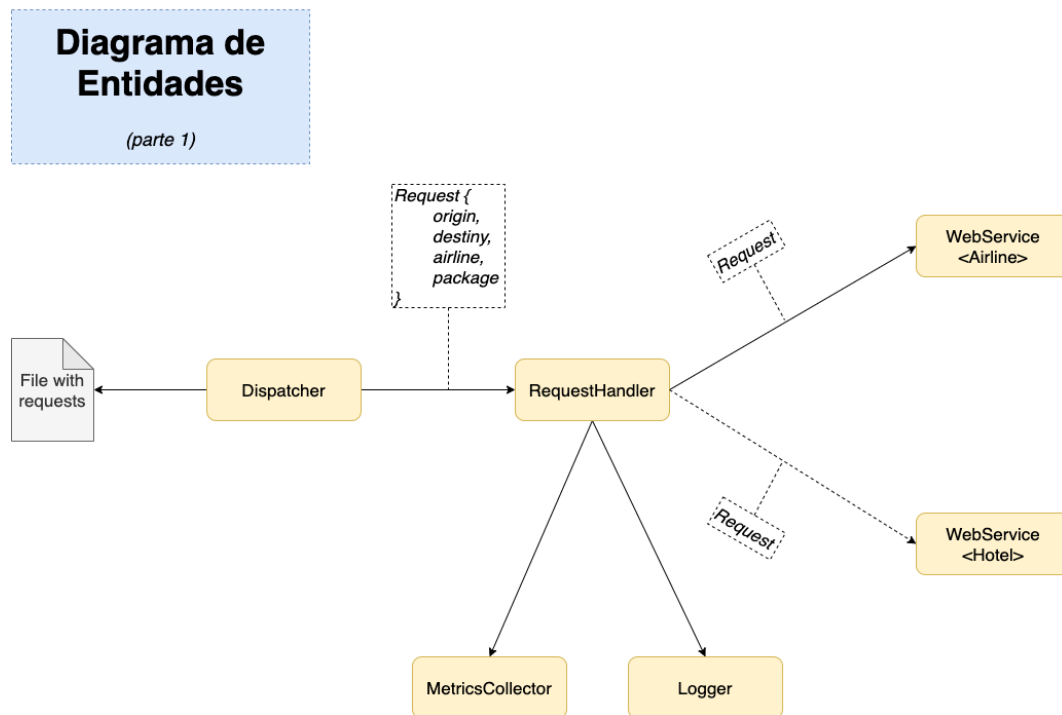 Diagrama de
Entidades
(parte 1)
Request {
origin,
destiny,
airline,
package
}
Request
WebService
<Airline>
File with
requests
Dispatcher
RequestHandler
Request
WebService
<Hotel>
MetricsCollector
Logger